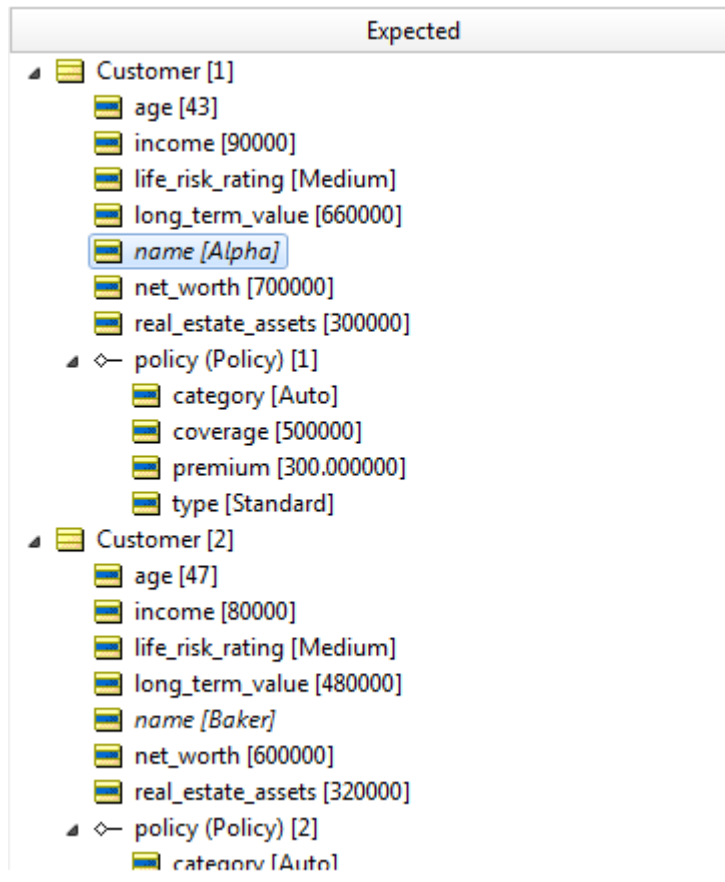 Expected
Customer [1]
age [43]
income [90000]
life_risk_rating [Medium]
long_term_value [660000]
name [Alpha]
net_worth [700000]
real_estate_assets [300000]
policy (Policy) [1]
category [Auto]
coverage [500000]
premium [300.000000]
type [Standard]
Customer [2]
age [47]
income [80000]
life_risk_rating [Medium]
long_term_value [480000]
name [Baker]
net_worth [600000]
real_estate_assets [320000]
policy (Policy) [2]
category [Auto]